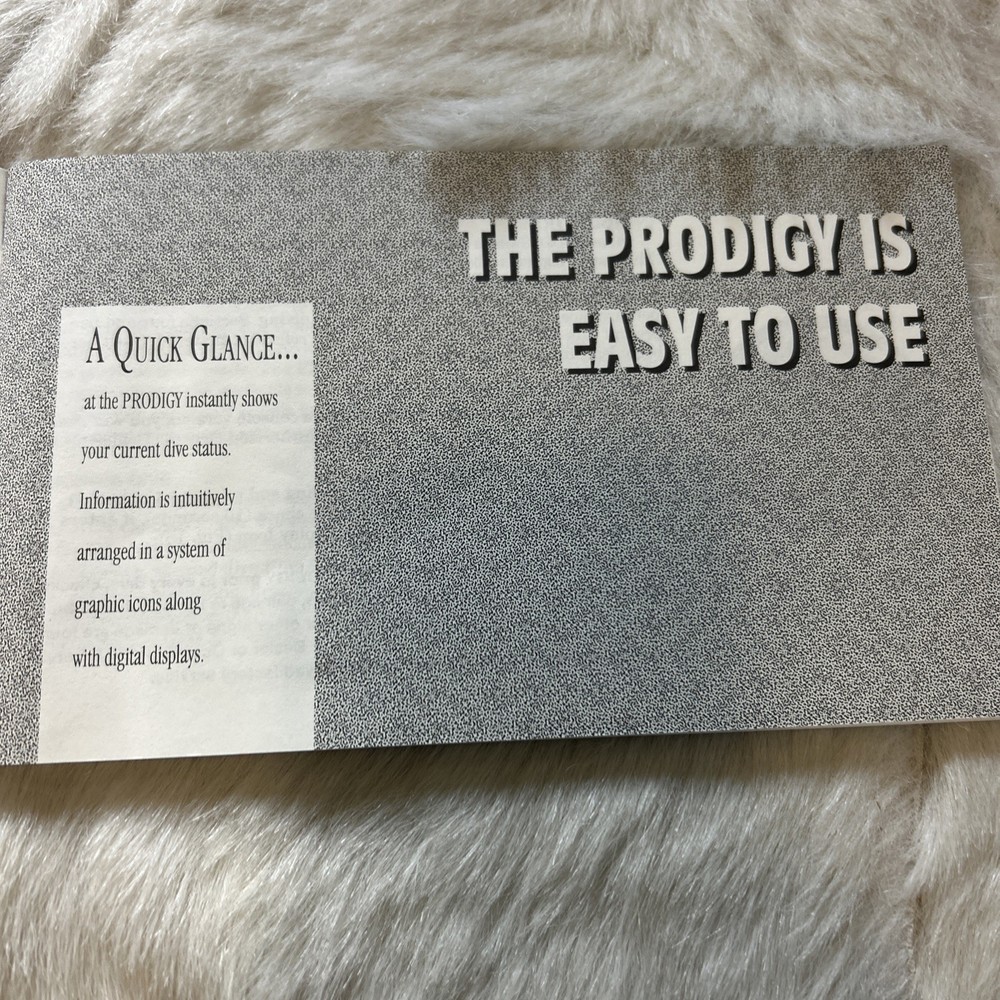 THE PRODIGY IS
EASY TO USE
A QUICK GLANCE...
at the PRODIGY instantly shows
your current dive status.
Information is intuitively
arranged in a system of
graphic icons along
with digital displays.